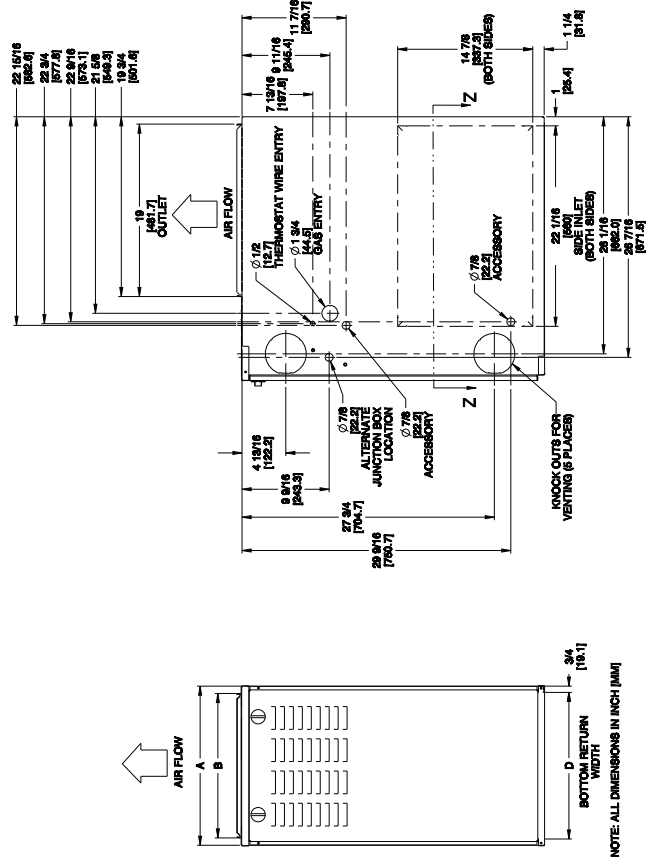 22 15/16
[582.6]
22 3/4
[577.8]
22 9/16
[573.1]
21 5/8
[549.3]
19 3/4
[501.6]
19
[481.7]
OUTLET
AIR FLOW
11 7/16
[290.7]
9 11/16
[245.4]
7 13/16
[197.8]
Ø 1/2
[12.7]
THERMOSTAT WIRE ENTRY
Ø 1 3/4
[44.5]
GAS ENTRY
14 7/8
[337.3]
(BOTH SIDES)
1 1/4
[31.8]
1
[25.4]
Z
22 1/16
[560]
SIDE INLET
(BOTH SIDES)
26 1/16
[662.0]
26 7/16
[671.5]
Ø 7/8
[22.2]
ACCESSORY
Z
Ø 7/8
[22.2]
ALTERNATE
JUNCTION BOX
LOCATION
Ø 7/8
[22.2]
ACCESSORY
KNOCK OUTS FOR
VENTING (5 PLACES)
4 13/16
[122.2]
9 9/16
[243.3]
27 3/4
[704.7]
29 9/16
[750.7]
AIR FLOW
A
B
3/4
[19.1]
D
BOTTOM RETURN
WIDTH
NOTE: ALL DIMENSIONS IN INCH [MM]